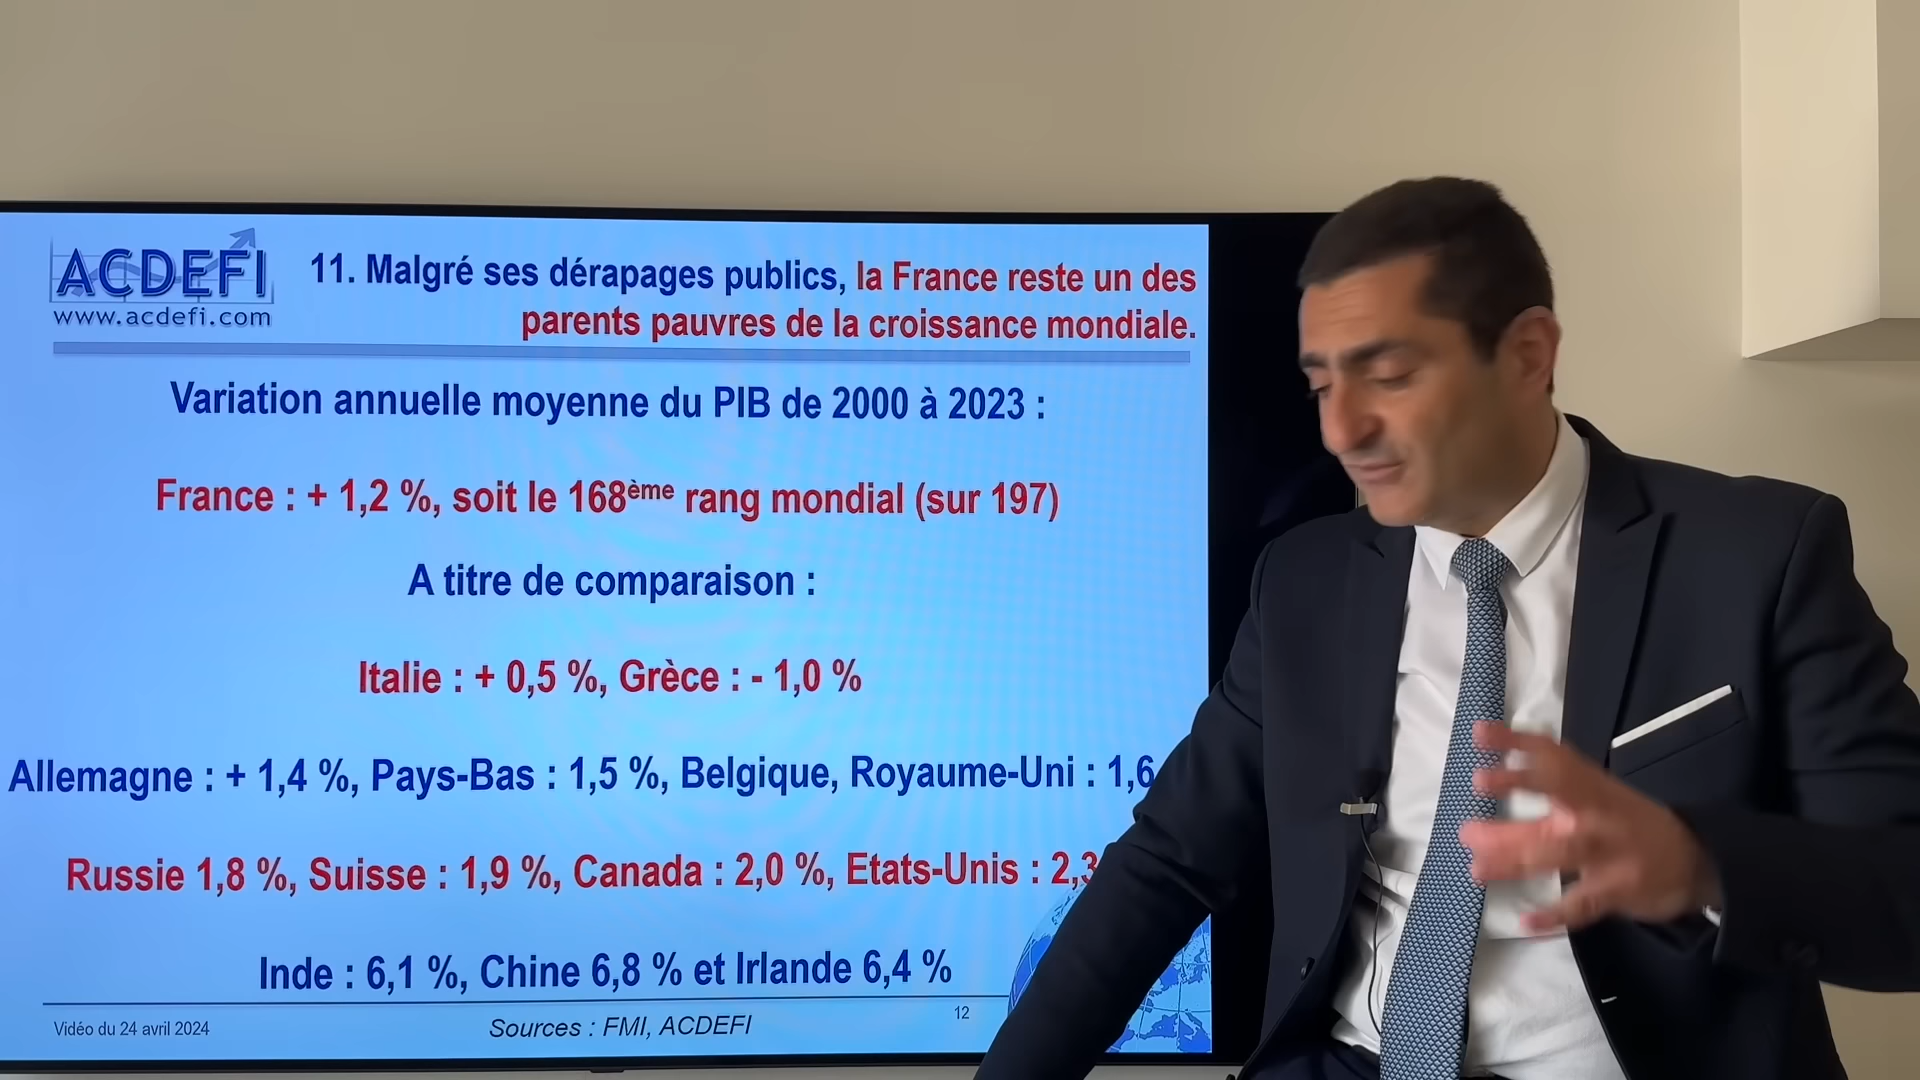 ACDEFI
www.acdefi.com
11. Malgré ses dérapages publics, la France reste un des
parents pauvres de la croissance mondiale.
Variation annuelle moyenne du PIB de 2000 à 2023 :
France : + 1,2 %, soit le 168ème rang mondial (sur 197)
A titre de comparaison :
Italie : + 0,5 %, Grèce : - 1,0 %
Allemagne : + 1,4 %, Pays-Bas : 1,5 %, Belgique, Royaume-Uni : 1,6
Russie 1,8 %, Suisse : 1,9 %, Canada : 2,0 %, Etats-Unis : 2,3
Inde : 6,1 %, Chine 6,8 % et Irlande 6,4 %
Vidéo du 24 avril 2024
Sources : FMI, ACDEFI
12